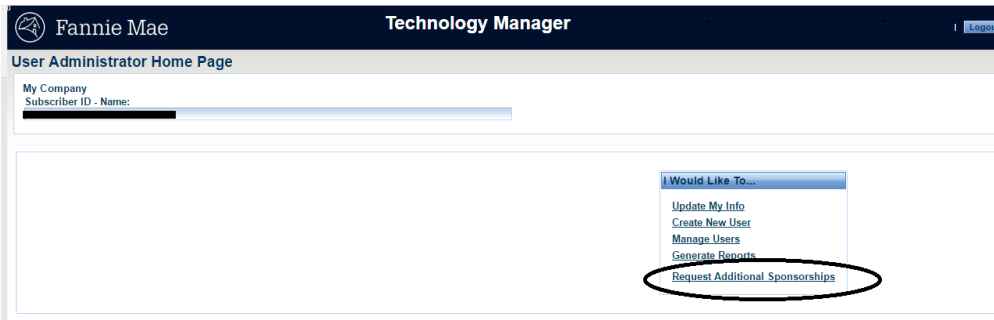 Fannie Mae
Technology Manager
I
User Administrator Home Page
My Company
Subscriber ID - Name:
I Would Like To...
Update My Info
Create New User
Manage Users
Generate Reports
Request Additional Sponsorships